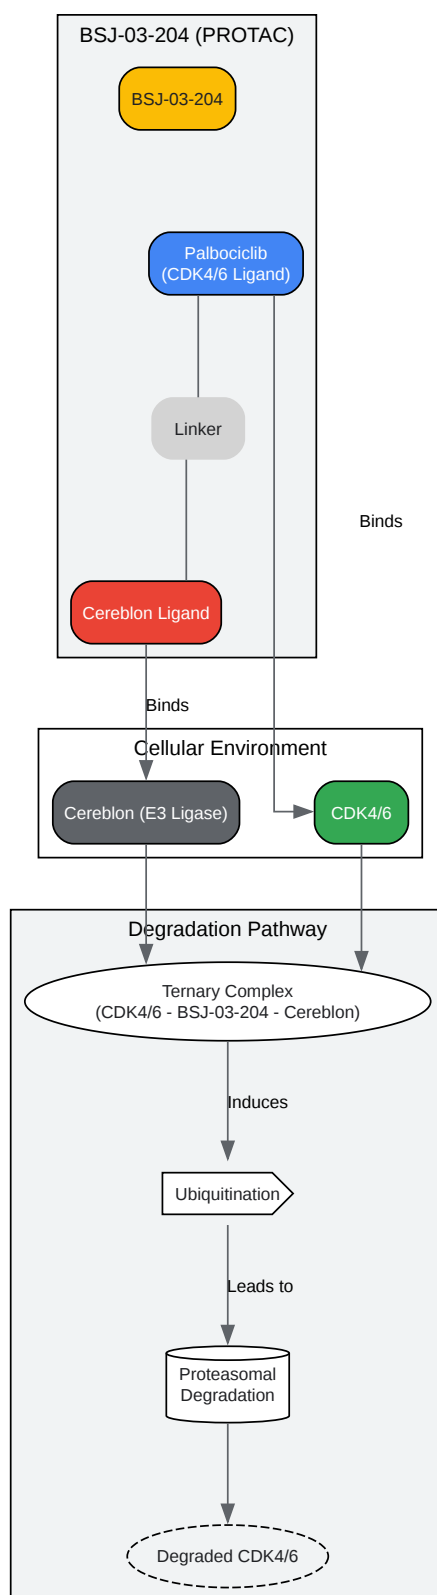 BSJ-03-204 (PROTAC)
BSJ-03-204
Palbociclib
(CDK4/6 Ligand)
Linker
Binds
Cereblon Ligand
Binds
Cellular Environment
Cereblon (E3 Ligase)
CDK4/6
Degradation Pathway
Ternary Complex
(CDK4/6 - BSJ-03-204 - Cereblon)
Induces
Ubiquitination
Leads to
Proteasomal
Degradation
Degraded CDK4/6